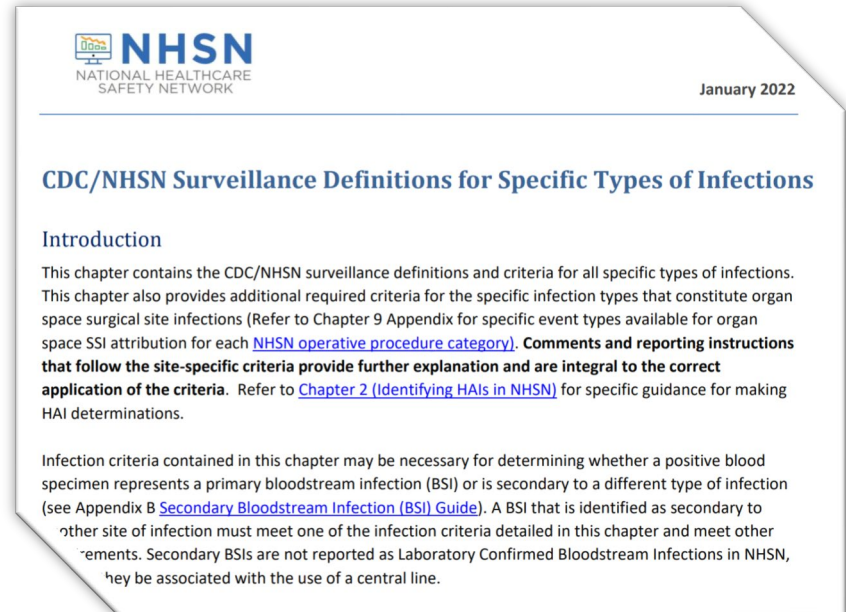 NHSN
NATIONAL HEALTHCARE
SAFETY NETWORK
January 2022
CDC/NHSN Surveillance Definitions for Specific Types of Infections
Introduction
This chapter contains the CDC/NHSN surveillance definitions and criteria for all specific types of infections.
This chapter also provides additional required criteria for the specific infection types that constitute organ
space surgical site infections (Refer to Chapter 9 Appendix for specific event types available for organ
space SSI attribution for each NHSN operative procedure category). Comments and reporting instructions
that follow the site-specific criteria provide further explanation and are integral to the correct
application of the criteria. Refer to Chapter 2 (Identifying HAIs in NHSN) for specific guidance for making
HAI determinations.
Infection criteria contained in this chapter may be necessary for determining whether a positive blood
specimen represents a primary bloodstream infection (BSI) or is secondary to a different type of infection
(see Appendix B Secondary Bloodstream Infection (BSI) Guide). A BSI that is identified as secondary to
other site of infection must meet one of the infection criteria detailed in this chapter and meet other
ements. Secondary BSIs are not reported as Laboratory Confirmed Bloodstream Infections in NHSN,
hey be associated with the use of a central line.